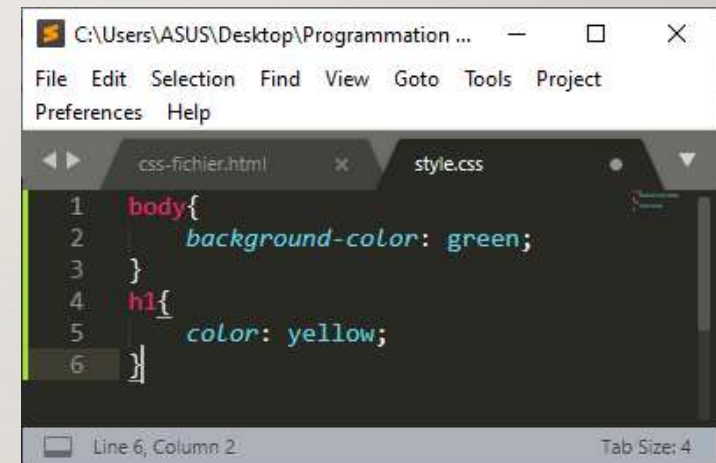 C:\Users\ASUS\Desktop\Programmation ...
File Edit Selection Find View Goto Tools Project
Preferences Help
css-fichier.html style.css
1 body{
2 background-color: green;
3 }
4 h1{
5 color: yellow;
6 }
Line 6, Column 2 Tab Size: 4